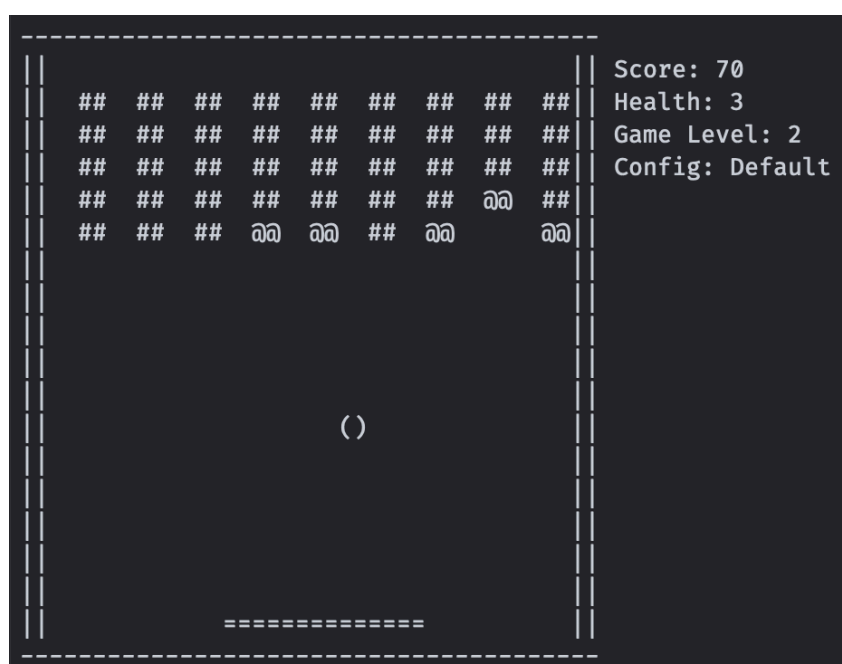 ----------------------------------------
||                                    || Score: 70
||  ##  ##  ##  ##  ##  ##  ##  ##  ##|| Health: 3
||  ##  ##  ##  ##  ##  ##  ##  ##  ##|| Game Level: 2
||  ##  ##  ##  ##  ##  ##  ##  ##  ##|| Config: Default
||  ##  ##  ##  ##  ##  ##  ##  @@  ##||
||  ##  ##  ##  @@  @@  ##  @@      @@||
||                                    ||
||                                    ||
||                                    ||
||                                    ||
||                                    ||
||                    ()              ||
||                                    ||
||                                    ||
||                                    ||
||                                    ||
||                                    ||
||            ==============          ||
----------------------------------------